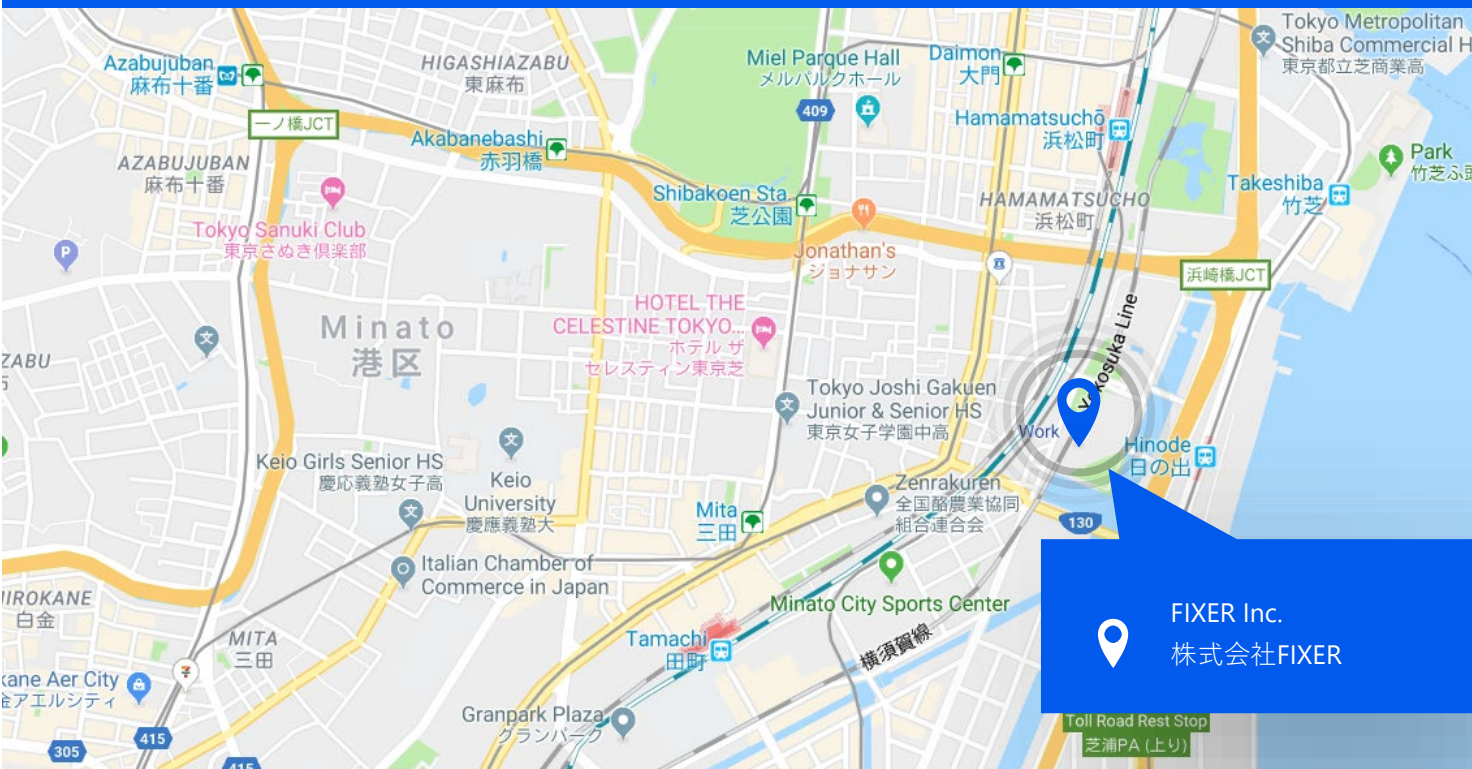 Azabujuban
麻布十番
HIGASHIAZABU
東麻布
Miel Parque Hall
メルパルクホール
Daimon
大門
Tokyo Metropolitan
Shiba Commercial H
東京都立芝商業高
一ノ橋JCT
409
Akabanebashi
赤羽橋
Hamamatsuchō
浜松町
AZABUJUBAN
麻布十番
Park
竹芝ふ頭
Shibakoen Sta.
芝公園
HAMAMATSUCHO
浜松町
Takeshiba
竹芝
Tokyo Sanuki Club
東京さぬき倶楽部
P
Jonathan's
ジョナサン
浜崎橋JCT
HOTEL THE
CELESTINE TOKYO...
ホテル ザ
セレスティン東京芝
Minato
港区
Yokosuka Line
ZABU
Tokyo Joshi Gakuen
Junior & Senior HS
東京女子学園中高
Work
Hinode
日の出
Keio Girls Senior HS
慶応義塾女子高
Keio
University
慶應義塾大
Zenrakuren
全国酪農業協同
組合連合会
Mita
三田
130
Italian Chamber of
Commerce in Japan
Minato City Sports Center
HIROKANE
白金
MITA
三田
Tamachi
田町
横須賀線
FIXER Inc.
株式会社FIXER
kane Aer City
金アエルシティ
Granpark Plaza
グランパーク
Toll Road Rest Stop
芝浦PA (上り)
305
415
415